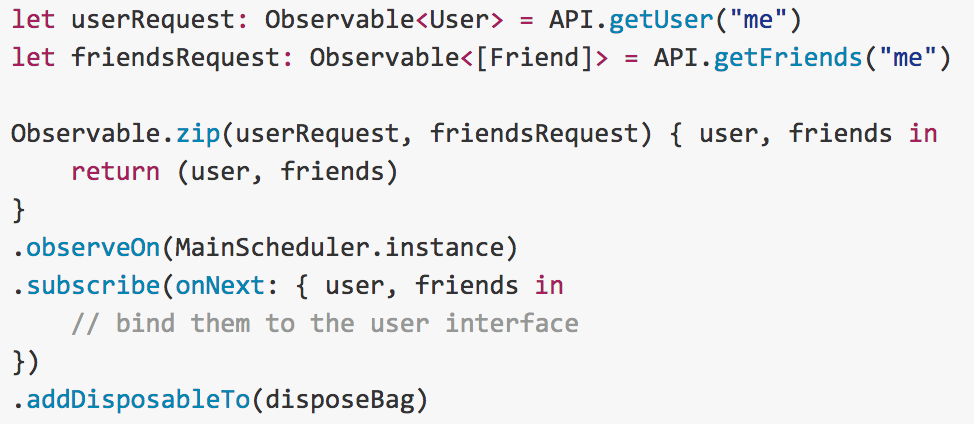 let userRequest: Observable<User> = API.getUser("me")
let friendsRequest: Observable<[Friend]> = API.getFriends("me")

Observable.zip(userRequest, friendsRequest) { user, friends in
    return (user, friends)
}
.observeOn(MainScheduler.instance)
.subscribe(onNext: { user, friends in
    // bind them to the user interface
})
.addDisposableTo(disposeBag)